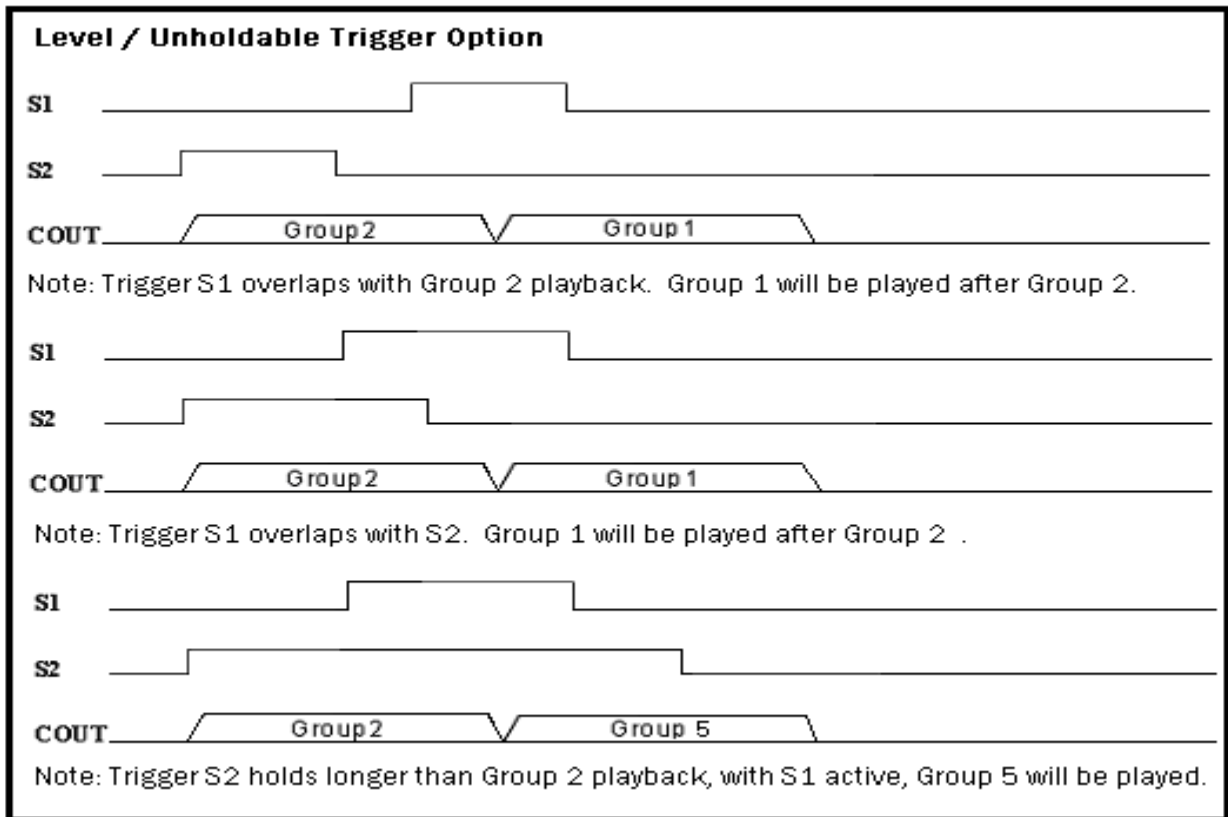 Level / Unholdable Trigger Option
S1
S2
COUT Group2 Group1
Note: Trigger S1 overlaps with Group 2 playback. Group 1 will be played after Group 2.
S1
S2
COUT Group2 Group1
Note: Trigger S1 overlaps with S2. Group 1 will be played after Group 2 .
S1
S2
COUT Group2 Group 5
Note: Trigger S2 holds longer than Group 2 playback, with S1 active, Group 5 will be played.